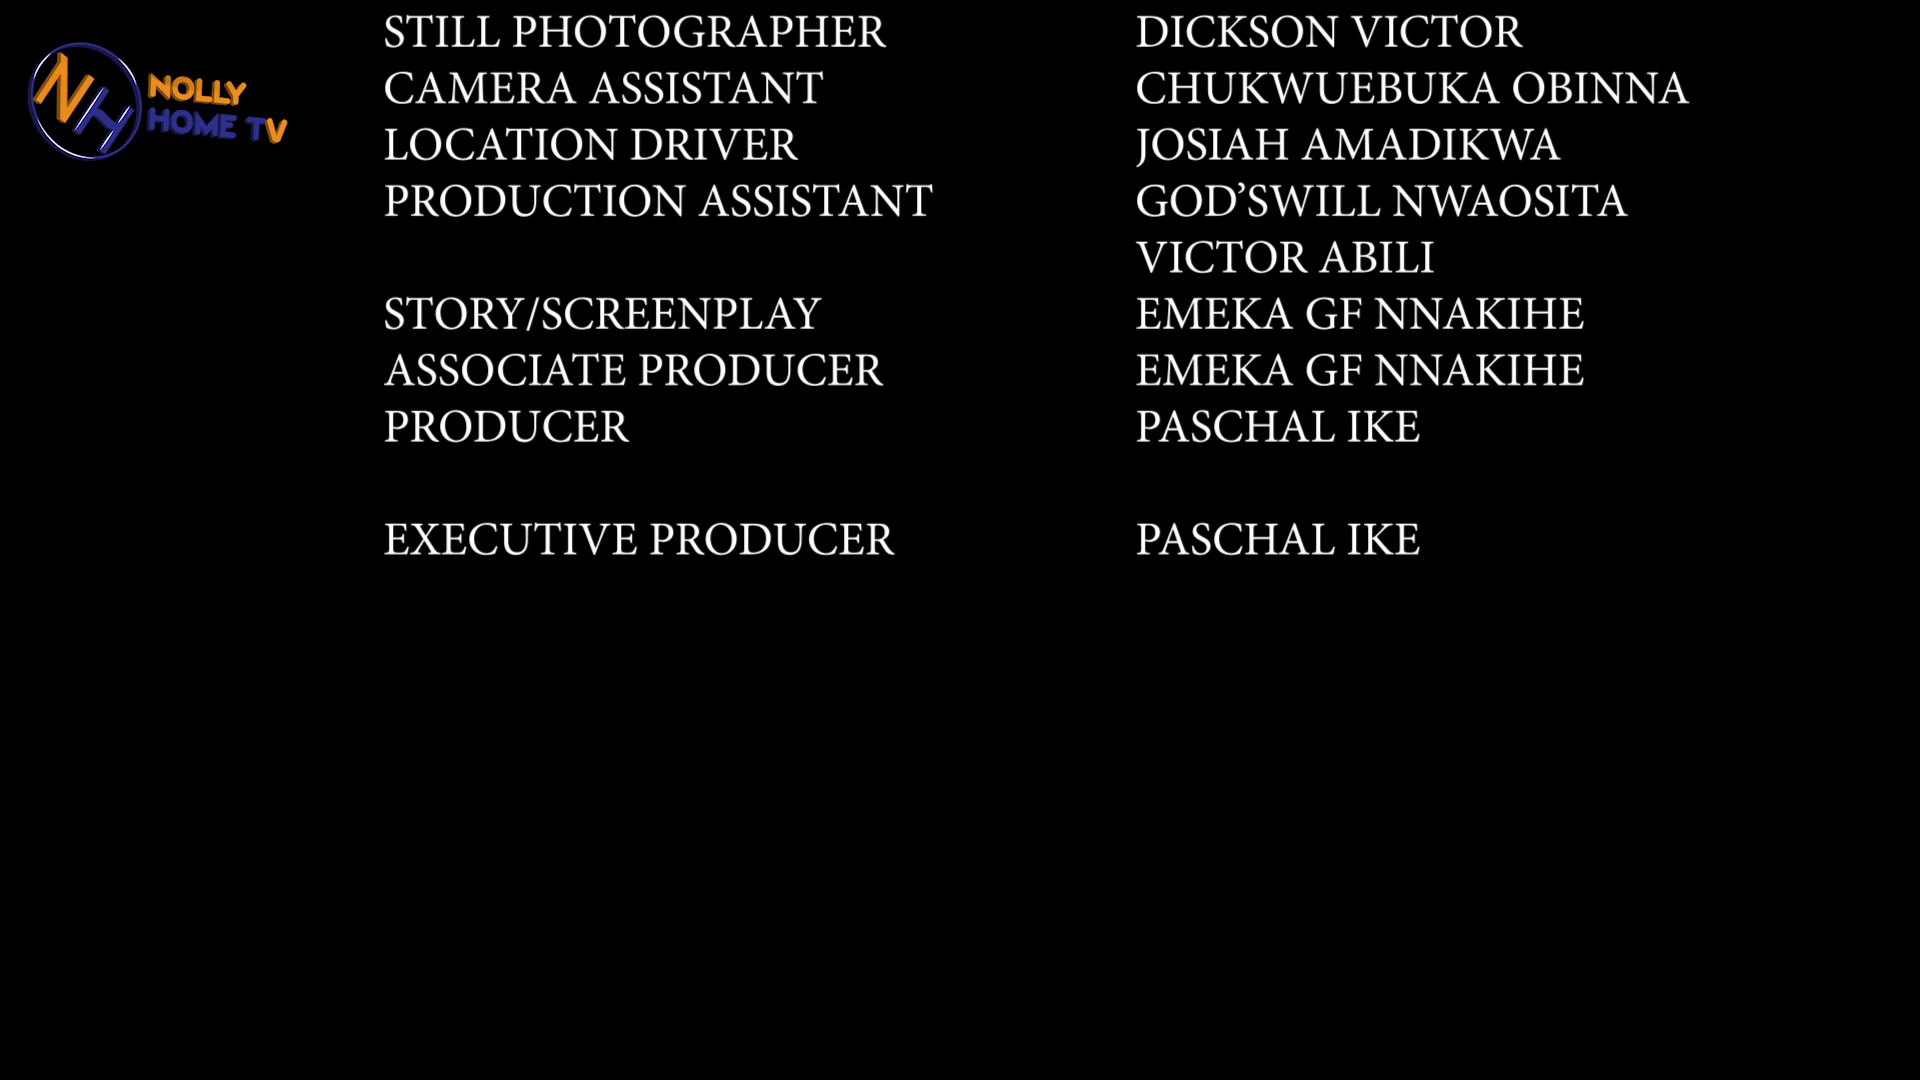 STILL PHOTOGRAPHER DICKSON VICTOR
NOLLY
HOME TV
NH
CAMERA ASSISTANT CHUKWUEBUKA OBINNA
LOCATION DRIVER JOSIAH AMADIKWA
PRODUCTION ASSISTANT GOD’SWILL NWAOSITA
VICTOR ABILI
STORY/SCREENPLAY EMEKA GF NNAKIHE
ASSOCIATE PRODUCER EMEKA GF NNAKIHE
PRODUCER PASCHAL IKE
EXECUTIVE PRODUCER PASCHAL IKE